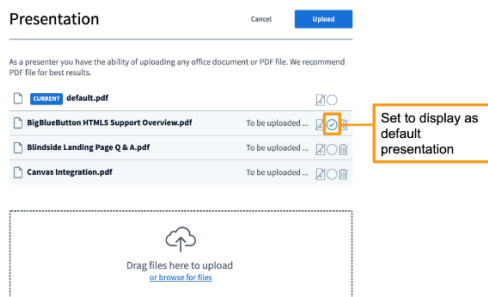 Presentation
Cancel
Upload
As a presenter you have the ability of uploading any office document or PDF file. We recommend
PDF file for best results.
CURRENT default.pdf
BigBlueButton HTML5 Support Overview.pdf To be uploaded ...
Blindside Landing Page Q & A.pdf To be uploaded ...
Canvas Integration.pdf To be uploaded ...
Set to display as
default
presentation
Drag files here to upload
or browse for files